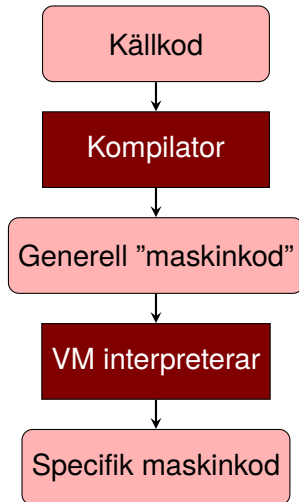 Källkod
Kompilator
Generell ”maskinkod”
VM interpreterar
Specifik maskinkod